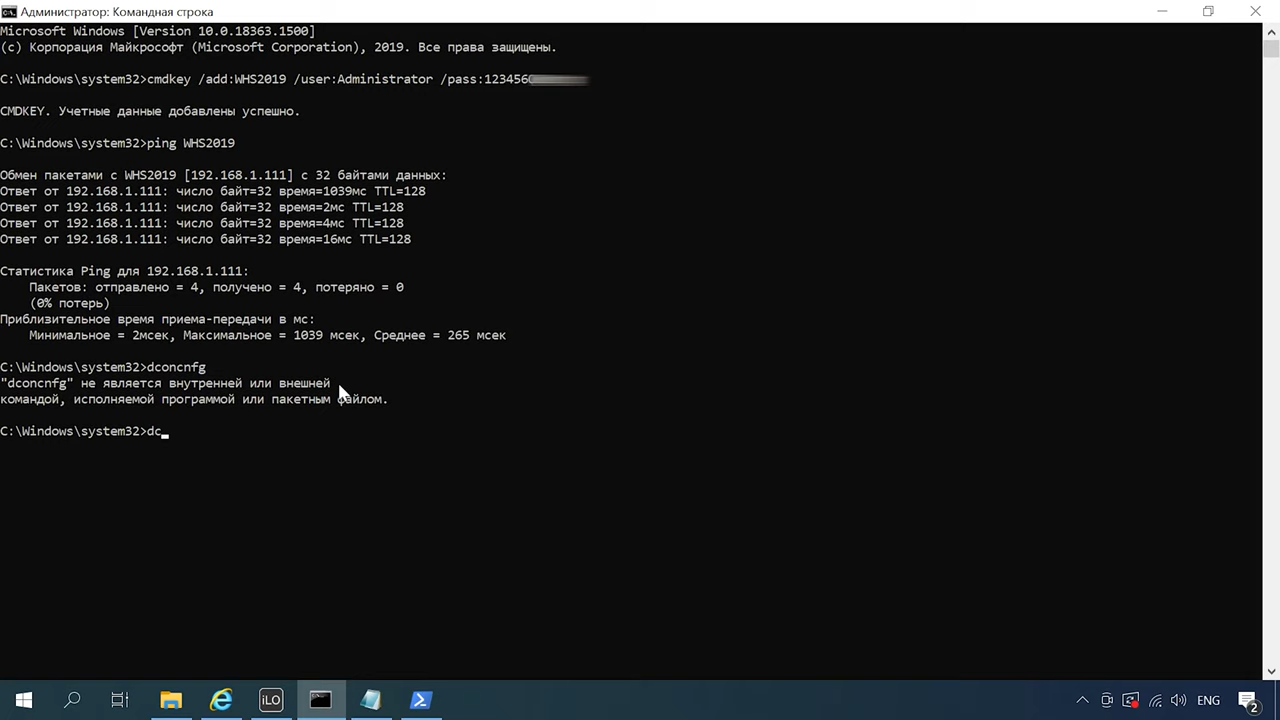 Администратор: Командная строка
Microsoft Windows [Version 10.0.18363.1500]
(c) Корпорация Майкрософт (Microsoft Corporation), 2019. Все права защищены.
C:\Windows\system32>cmdkey /add:WHS2019 /user:Administrator /pass:123456
CMDKEY. Учетные данные добавлены успешно.
C:\Windows\system32>ping WHS2019
Обмен пакетами с WHS2019 [192.168.1.111] с 32 байтами данных:
Ответ от 192.168.1.111: число байт=32 время=1039мс TTL=128
Ответ от 192.168.1.111: число байт=32 время=2мс TTL=128
Ответ от 192.168.1.111: число байт=32 время=4мс TTL=128
Ответ от 192.168.1.111: число байт=32 время=16мс TTL=128
Статистика Ping для 192.168.1.111:
Пакетов: отправлено = 4, получено = 4, потеряно = 0
(0% потерь)
Приблизительное время приема-передачи в мс:
Минимальное = 2мсек, Максимальное = 1039 мсек, Среднее = 265 мсек
C:\Windows\system32>dconcnfg
"dconcnfg" не является внутренней или внешней
командой, исполняемой программой или пакетным файлом.
C:\Windows\system32>dc_
iLO
ENG
2